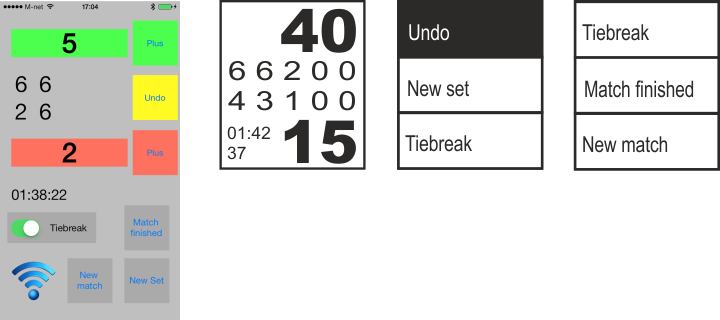 M-net 17:04
5
Plus
6 6
2 6
Undo
2
Plus
01:38:22
Tiebreak
Match
finished
New
match
New Set
40
6 6 2 0 0
4 3 1 0 0
01:42
37
15
Undo
New set
Tiebreak
Tiebreak
Match finished
New match